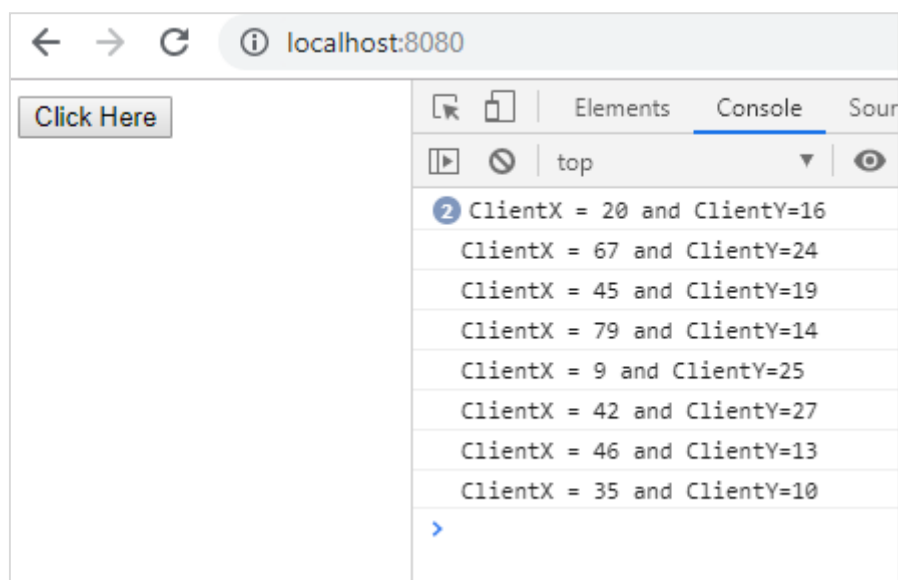 localhost:8080
Click Here
Elements Console Sour
top
2 ClientX = 20 and ClientY=16
ClientX = 67 and ClientY=24
ClientX = 45 and ClientY=19
ClientX = 79 and ClientY=14
ClientX = 9 and ClientY=25
ClientX = 42 and ClientY=27
ClientX = 46 and ClientY=13
ClientX = 35 and ClientY=10